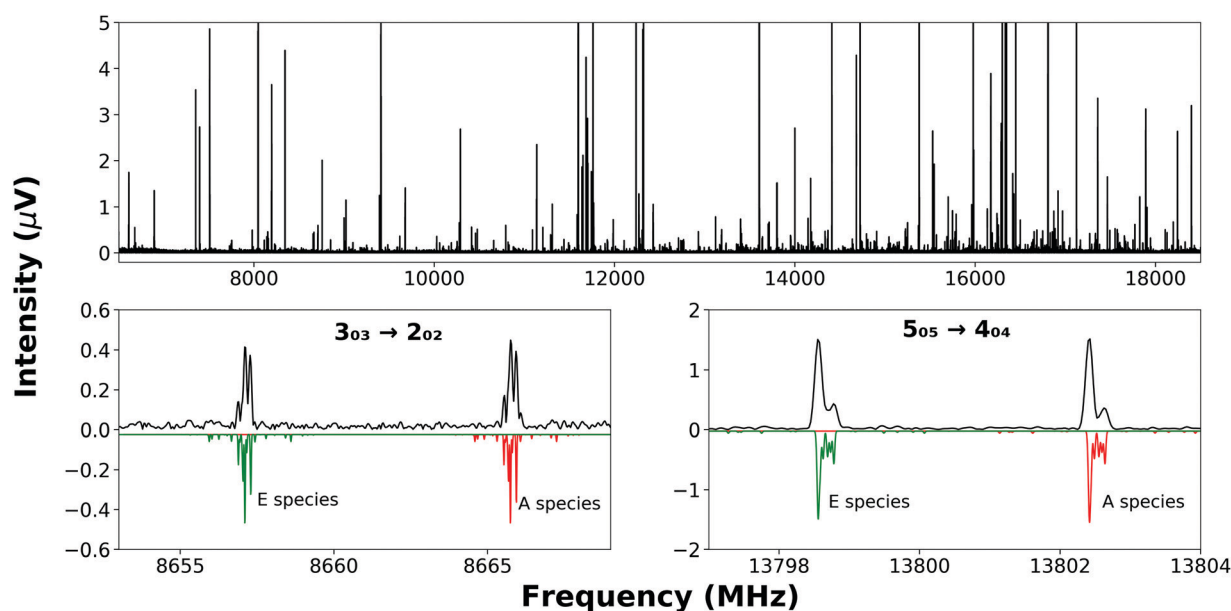 Intensity (μV)
5
4
3
2
1
0
8000 10000 12000 14000 16000 18000
0.6
0.4
0.2
0.0
−0.2
−0.4
−0.6
3₀₃ → 2₀₂
E species
A species
8655 8660 8665
2
1
0
−1
−2
5₀₅ → 4₀₄
E species
A species
13798 13800 13802 13804
Frequency (MHz)